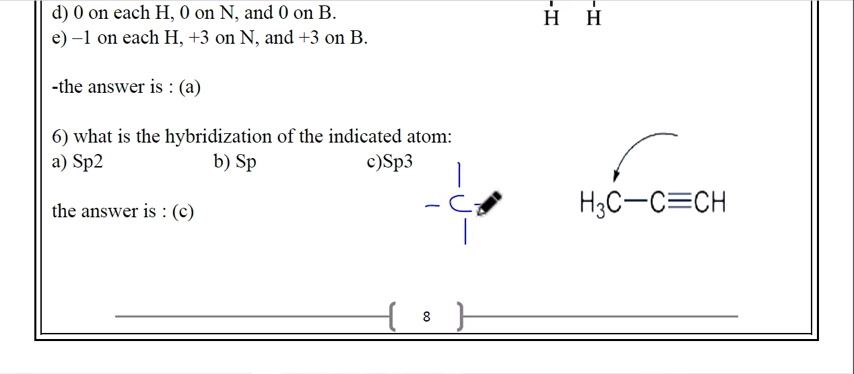 d) 0 on each H, 0 on N, and 0 on B.
H H
e) –1 on each H, +3 on N, and +3 on B.
-the answer is : (a)
6) what is the hybridization of the indicated atom:
a) Sp2 b) Sp c)Sp3
C
H3C—C≡CH
the answer is : (c)
8